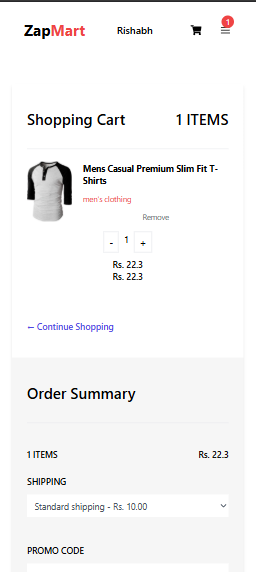 ZapMart Rishabh 1
Shopping Cart 1 ITEMS
Mens Casual Premium Slim Fit T-
Shirts
men's clothing
Remove
- 1 +
Rs. 22.3
Rs. 22.3
← Continue Shopping
Order Summary
1 ITEMS Rs. 22.3
SHIPPING
Standard shipping - Rs. 10.00
PROMO CODE